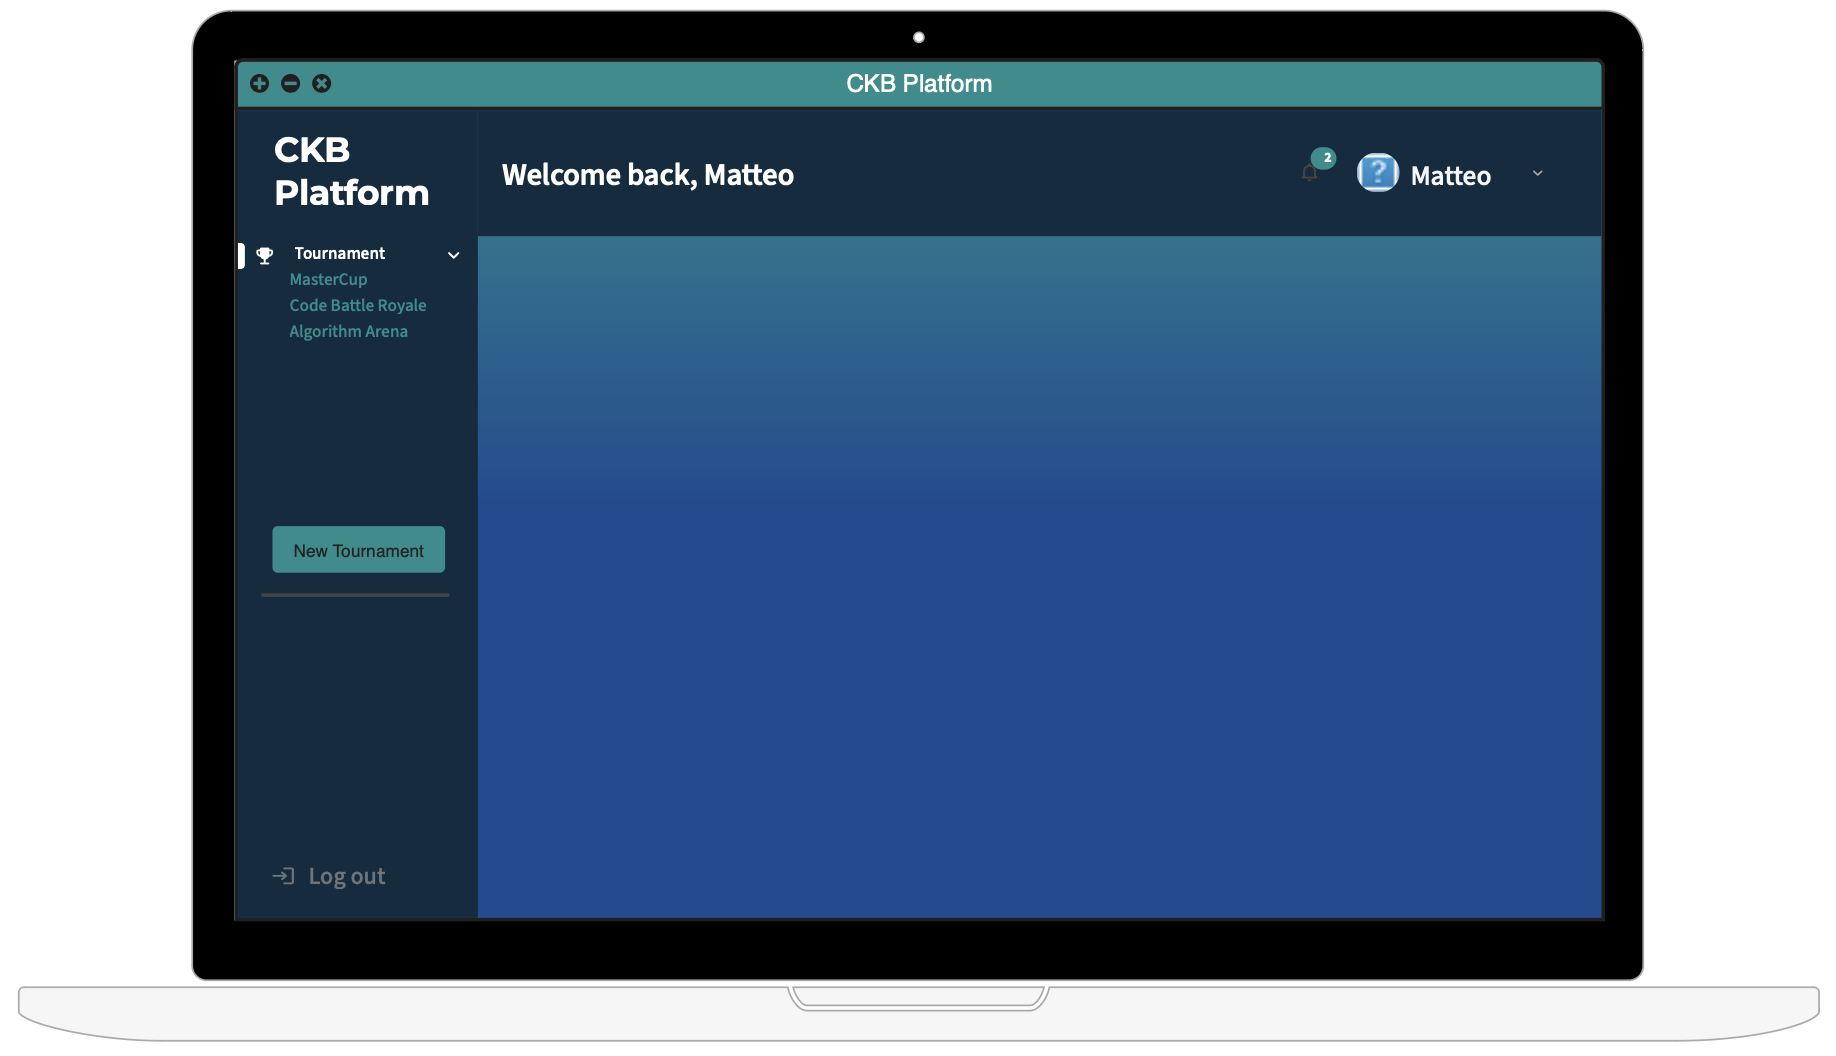 CKB Platform
CKB
Platform
Welcome back, Matteo
2
Matteo
Tournament
MasterCup
Code Battle Royale
Algorithm Arena
New Tournament
Log out